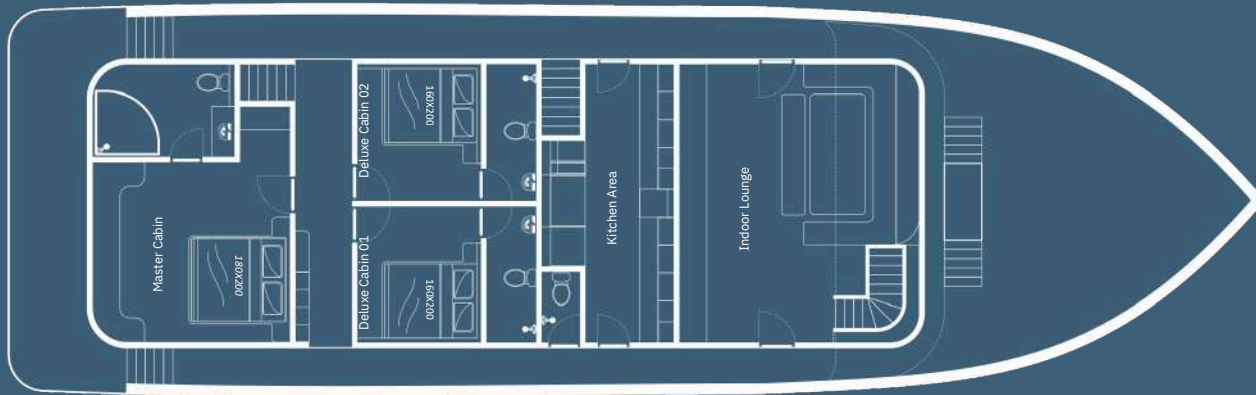 Master Cabin
180X200
Deluxe Cabin 02
160X200
Deluxe Cabin 01
160X200
Kitchen Area
Indoor Lounge